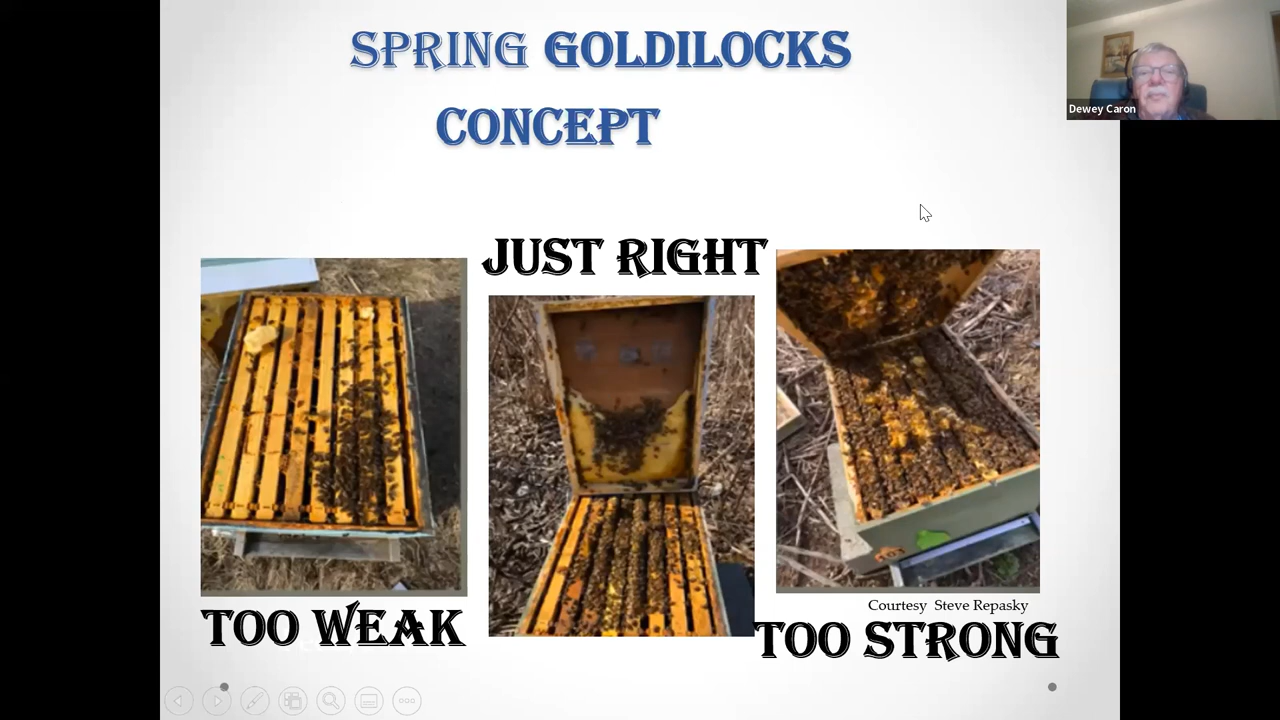 SPRING GOLDILOCKS
CONCEPT
Dewey Caron
JUST RIGHT
TOO WEAK
Courtesy Steve Repasky
TOO STRONG